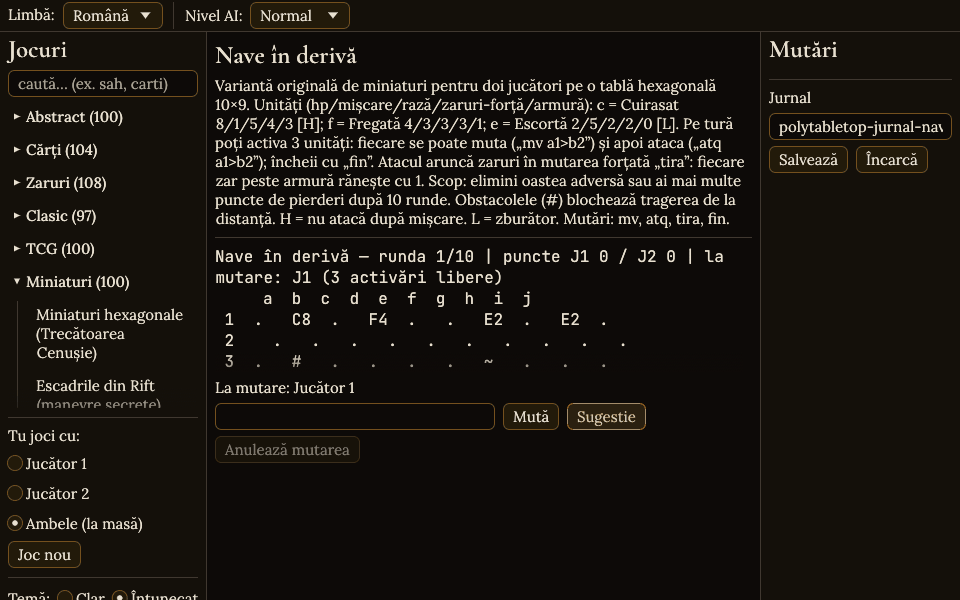 Limbă: Română ▼ Nivel AI: Normal ▼
Jocuri
caută... (ex. sah, carti)
▸ Abstract (100)
▸ Cărți (104)
▸ Zaruri (108)
▸ Clasic (97)
▸ TCG (100)
▾ Miniaturi (100)
Miniaturi hexagonale
(Trecătoarea
Cenușie)
Escadrile din Rift
(manevre secrete)
Tu joci cu:
Jucător 1
Jucător 2
Ambele (la masă)
Joc nou
Temă: Clar Întunecat
Nave în derivă
Variantă originală de miniaturi pentru doi jucători pe o tablă hexagonală
10×9. Unități (hp/mișcare/rază/zaruri-forță/armură): c = Cuirasat
8/1/5/4/3 [H]; f = Fregată 4/3/3/3/1; e = Escortă 2/5/2/2/0 [L]. Pe tură
poți activa 3 unități: fiecare se poate muta („mv a1>b2”) și apoi ataca („atq
a1>b2”); închei cu „fin”. Atacul aruncă zaruri în mutarea forțată „tira”: fiecare
zar peste armură rănește cu 1. Scop: elimini oastea adversă sau ai mai multe
puncte de pierderi după 10 runde. Obstacolele (#) blochează tragerea de la
distanță. H = nu atacă după mișcare. L = zburător. Mutări: mv, atq, tira, fin.
Nave în derivă — runda 1/10 | puncte J1 0 / J2 0 | la
mutare: J1 (3 activări libere)
a b c d e f g h i j
1 . C8 . F4 . . E2 . E2 .
2 . . . . . . . . . .
3 . # . . . . ~ . . .
La mutare: Jucător 1
Mută Sugestie
Anulează mutarea
Mutări
Jurnal
polytabletop-jurnal-nav
Salvează Încarcă